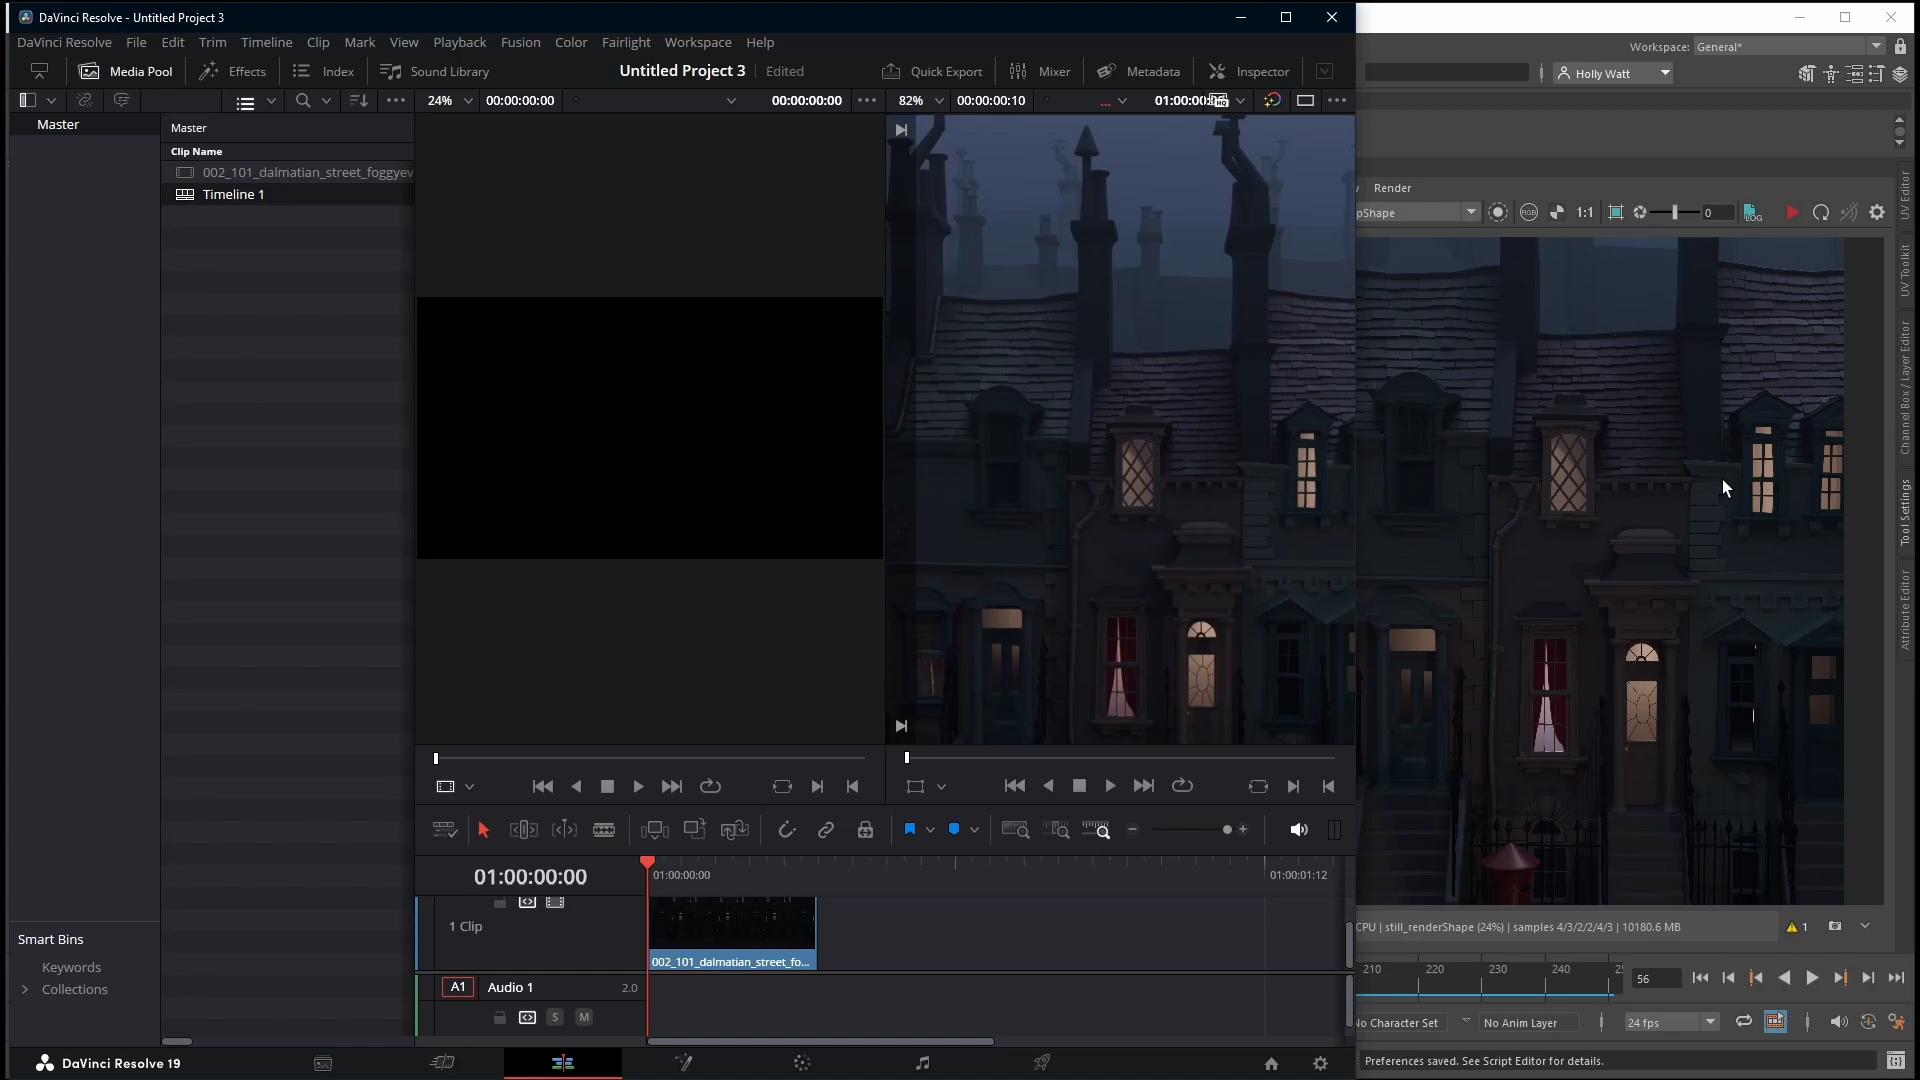 DaVinci Resolve - Untitled Project 3
DaVinci Resolve File Edit Trim Timeline Clip Mark View Playback Fusion Color Fairlight Workspace Help
Workspace: General*
Media Pool Effects Index Sound Library Untitled Project 3 Edited Quick Export Mixer Metadata Inspector
Holly Watt
24% 00:00:00:00 00:00:00:00 82% 00:00:00:10 ...
Master
Master
Clip Name
002_101_dalmatian_street_foggyev
Timeline 1
Render
pShape 1:1 0 LOG
RGB
UV Editor
UV Toolkit
Channel Box / Layer Editor
Tool Settings
Attribute Editor
01:00:00:00 01:00:00:00 01:00:01:12
1 Clip
002_101_dalmatian_street_fo...
A1 Audio 1 2.0
S M
Smart Bins
Keywords
Collections
DaVinci Resolve 19
CPU | still_renderShape (24%) | samples 4/3/2/2/4/3 | 10180.6 MB 1
210 220 230 240 56
No Character Set No Anim Layer 24 fps
Preferences saved. See Script Editor for details.